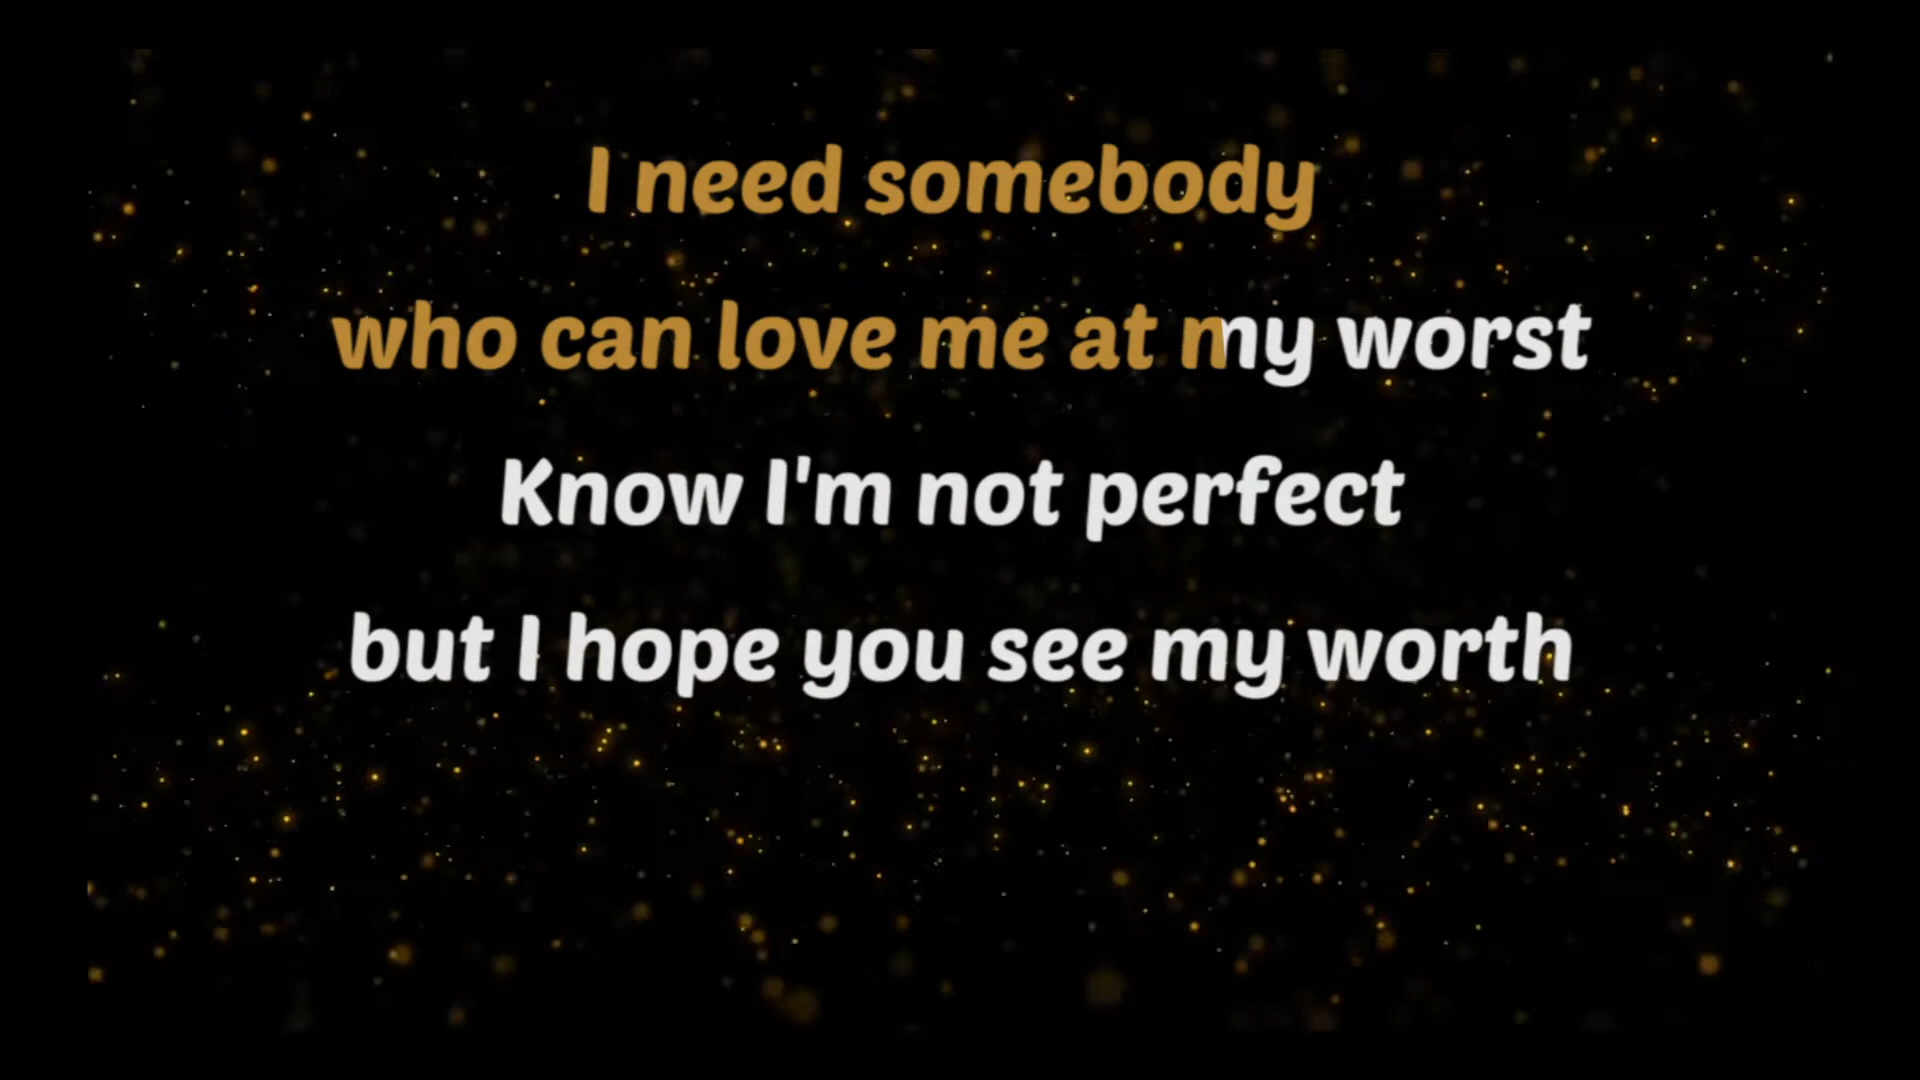 I need somebody
who can love me at my worst
Know I'm not perfect
but I hope you see my worth